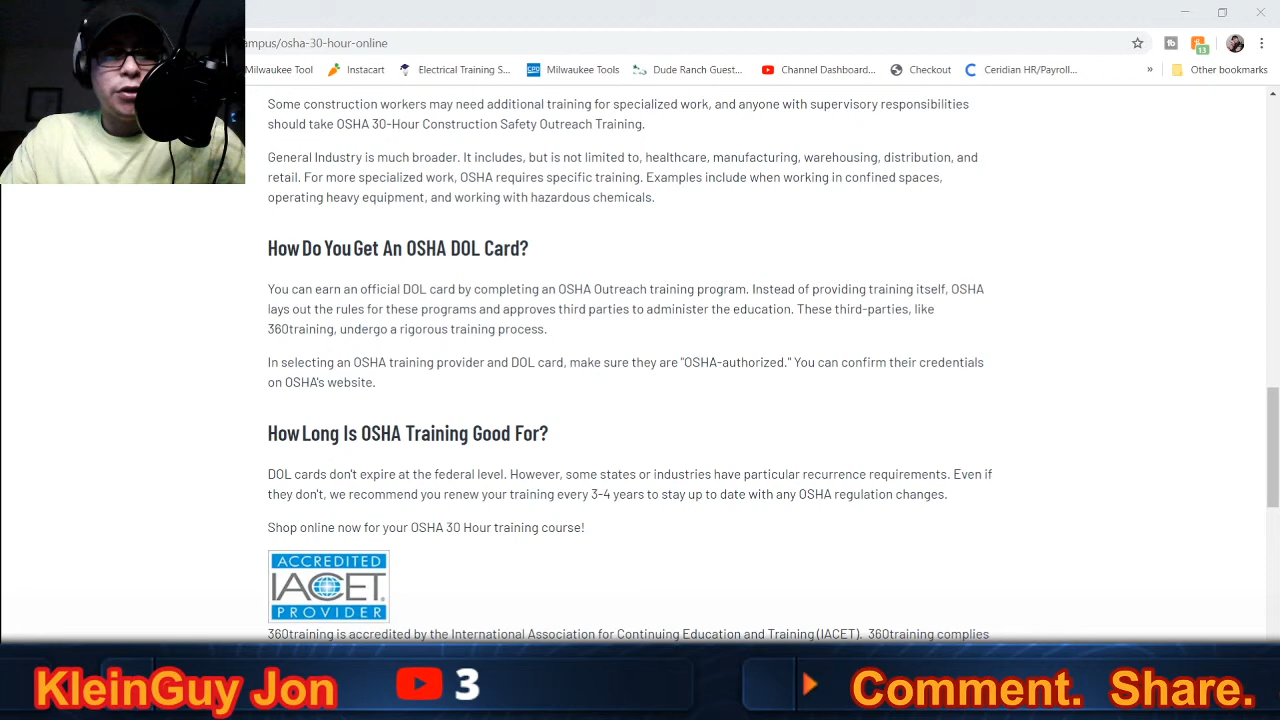 ampus/osha-30-hour-online
13
Milwaukee Tool
Instacart
Electrical Training S...
CPO
Milwaukee Tools
Dude Ranch Guest...
Channel Dashboard...
Checkout
Ceridian HR/Payroll...
»
Other bookmarks
Some construction workers may need additional training for specialized work, and anyone with supervisory responsibilities
should take OSHA 30-Hour Construction Safety Outreach Training.
General Industry is much broader. It includes, but is not limited to, healthcare, manufacturing, warehousing, distribution, and
retail. For more specialized work, OSHA requires specific training. Examples include when working in confined spaces,
operating heavy equipment, and working with hazardous chemicals.
How Do You Get An OSHA DOL Card?
You can earn an official DOL card by completing an OSHA Outreach training program. Instead of providing training itself, OSHA
lays out the rules for these programs and approves third parties to administer the education. These third-parties, like
360training, undergo a rigorous training process.
In selecting an OSHA training provider and DOL card, make sure they are "OSHA-authorized." You can confirm their credentials
on OSHA's website.
How Long Is OSHA Training Good For?
DOL cards don't expire at the federal level. However, some states or industries have particular recurrence requirements. Even if
they don't, we recommend you renew your training every 3-4 years to stay up to date with any OSHA regulation changes.
Shop online now for your OSHA 30 Hour training course!
ACCREDITED
IACET
PROVIDER
360training is accredited by the International Association for Continuing Education and Training (IACET). 360training complies
KleinGuy Jon
3
Comment. Share.